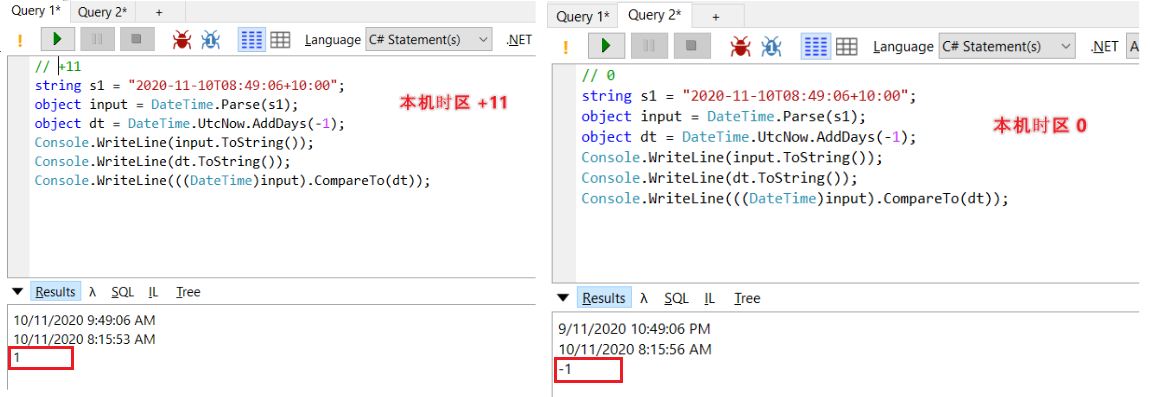 Query 1* Query 2* +
! Language C# Statement(s) .NET
// +11
string s1 = "2020-11-10T08:49:06+10:00";
object input = DateTime.Parse(s1);
object dt = DateTime.UtcNow.AddDays(-1);
Console.WriteLine(input.ToString());
Console.WriteLine(dt.ToString());
Console.WriteLine(((DateTime)input).CompareTo(dt));
本机时区 +11
Results λ SQL IL Tree
10/11/2020 9:49:06 AM
10/11/2020 8:15:53 AM
1
Query 1* Query 2* +
! Language C# Statement(s) .NET A
// 0
string s1 = "2020-11-10T08:49:06+10:00";
object input = DateTime.Parse(s1);
object dt = DateTime.UtcNow.AddDays(-1);
Console.WriteLine(input.ToString());
Console.WriteLine(dt.ToString());
Console.WriteLine(((DateTime)input).CompareTo(dt));
本机时区 0
Results λ SQL IL Tree
9/11/2020 10:49:06 PM
10/11/2020 8:15:56 AM
-1